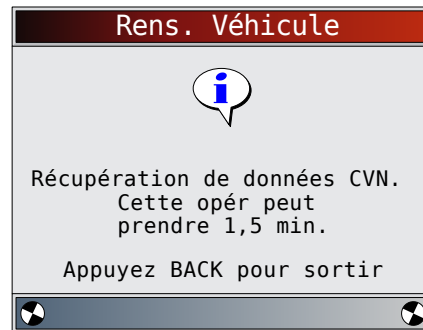 Rens. Véhicule
i
Récupération de données CVN.
Cette opér peut
prendre 1,5 min.
Appuyez BACK pour sortir